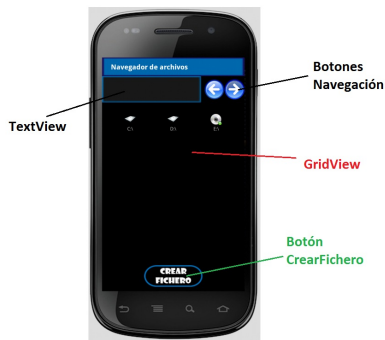 Botones
Navegación
Navegador de archivos
TextView
C:\
D:\
E:\
GridView
Botón
CrearFichero
CREAR
FICHERO